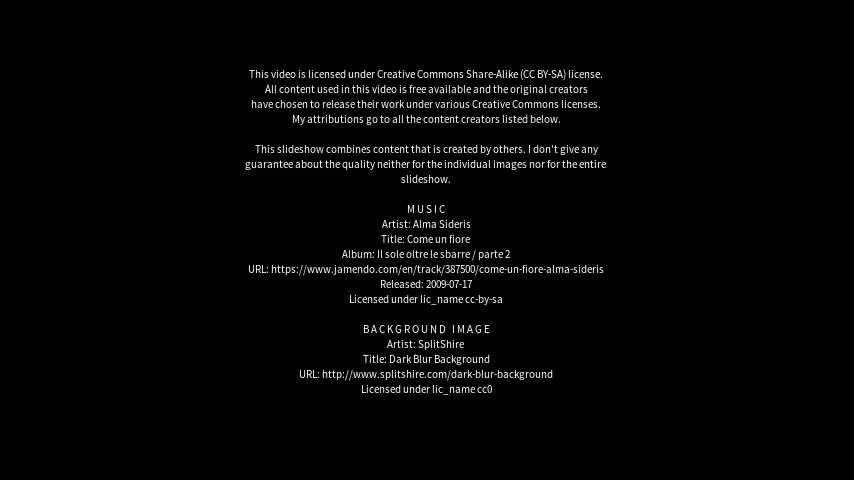 This video is licensed under Creative Commons Share-Alike (CC BY-SA) license.
All content used in this video is free available and the original creators
have chosen to release their work under various Creative Commons licenses.
My attributions go to all the content creators listed below.
This slideshow combines content that is created by others. I don't give any
guarantee about the quality neither for the individual images nor for the entire
slideshow.
MUSIC
Artist: Alma Sideris
Title: Come un fiore
Album: Il sole oltre le sbarre / parte 2
URL: https://www.jamendo.com/en/track/387500/come-un-fiore-alma-sideris
Released: 2009-07-17
Licensed under lic_name cc-by-sa
BACKGROUND IMAGE
Artist: SplitShire
Title: Dark Blur Background
URL: http://www.splitshire.com/dark-blur-background
Licensed under lic_name cc0